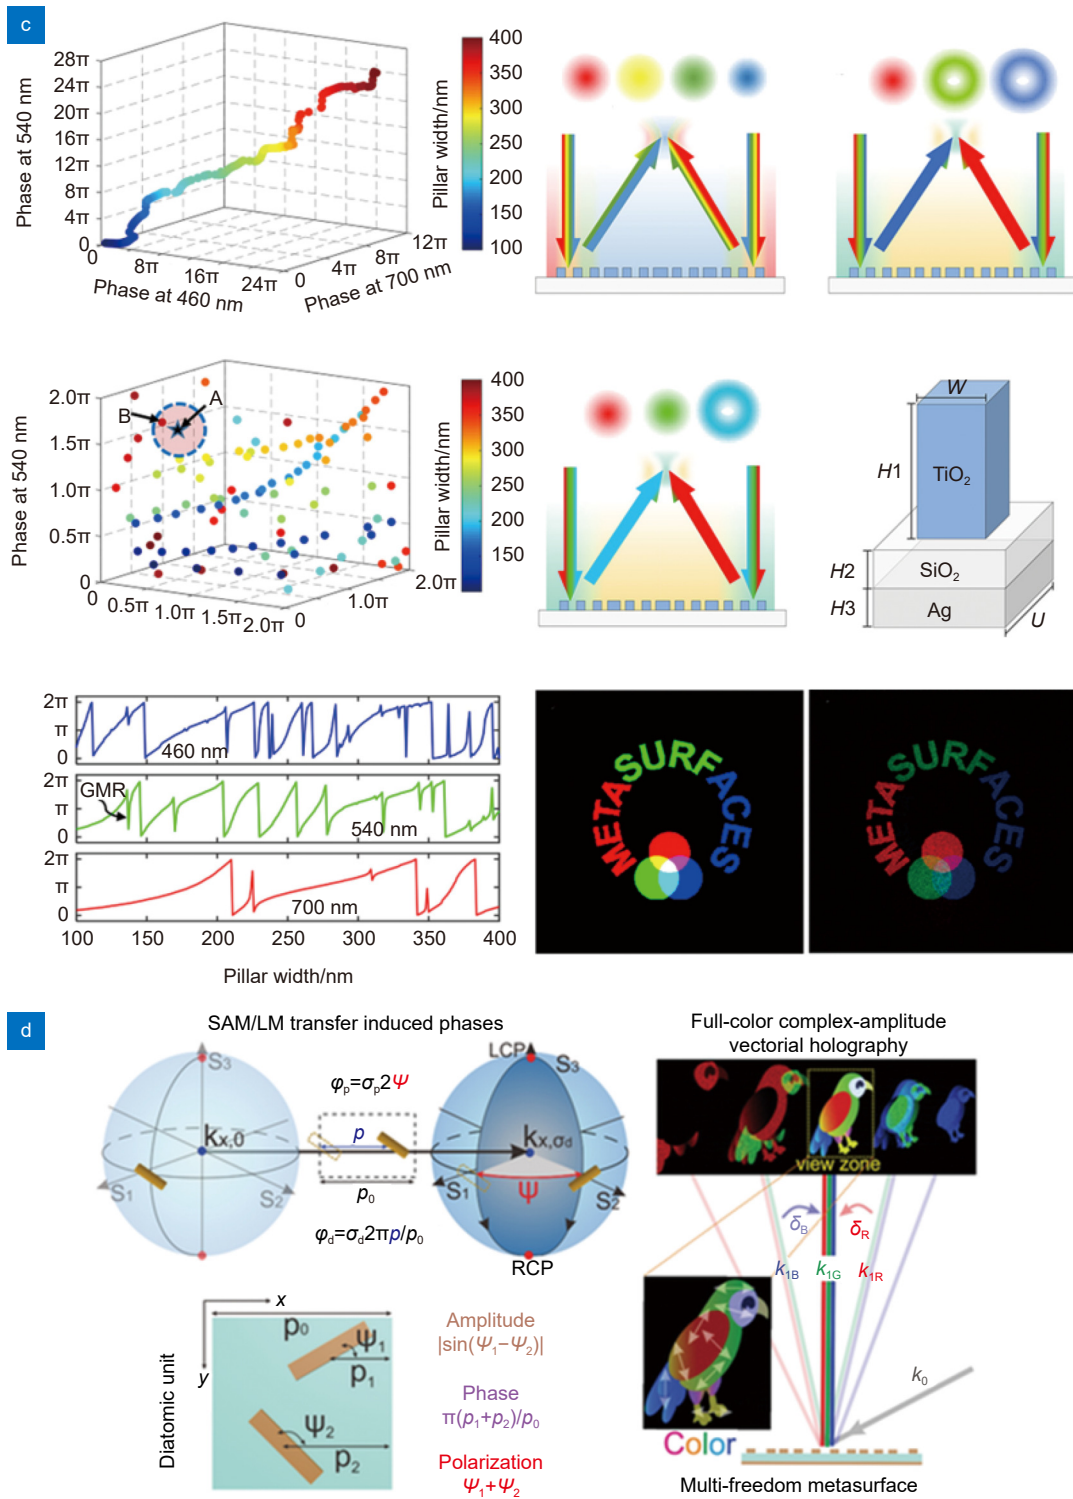 c
28π
24π
20π
16π
12π
8π
4π
0
Phase at 540 nm
0
8π
16π
24π
Phase at 460 nm
0
4π
8π
12π
Phase at 700 nm
400
350
300
250
200
150
100
Pillar width/nm
2.0π
1.5π
1.0π
0.5π
0
Phase at 540 nm
B
A
0
0.5π
1.0π
1.5π
2.0π
0
1.0π
2.0π
400
350
300
250
200
150
Pillar width/nm
W
H1
TiO₂
H2
SiO₂
H3
Ag
U
2π
π
0
460 nm
2π
π
0
GMR
540 nm
2π
π
0
700 nm
100 150 200 250 300 350 400
Pillar width/nm
METASURFACES
METASURFACES
d
SAM/LM transfer induced phases
S₃
kₓ,₀
S₁
S₂
φₚ=σₚ2Ψ
p
p₀
φ_d=σ_d2πp/p₀
LCP
S₃
kₓ,σ_d
S₁
Ψ
S₂
RCP
Full-color complex-amplitude
vectorial holography
view zone
δ_B
δ_R
k₁B
k₁G
k₁R
k₀
Color
Multi-freedom metasurface
x
y
p₀
Ψ₁
p₁
Ψ₂
p₂
Diatomic unit
Amplitude
|sin(Ψ₁−Ψ₂)|
Phase
π(p₁+p₂)/p₀
Polarization
Ψ₁+Ψ₂